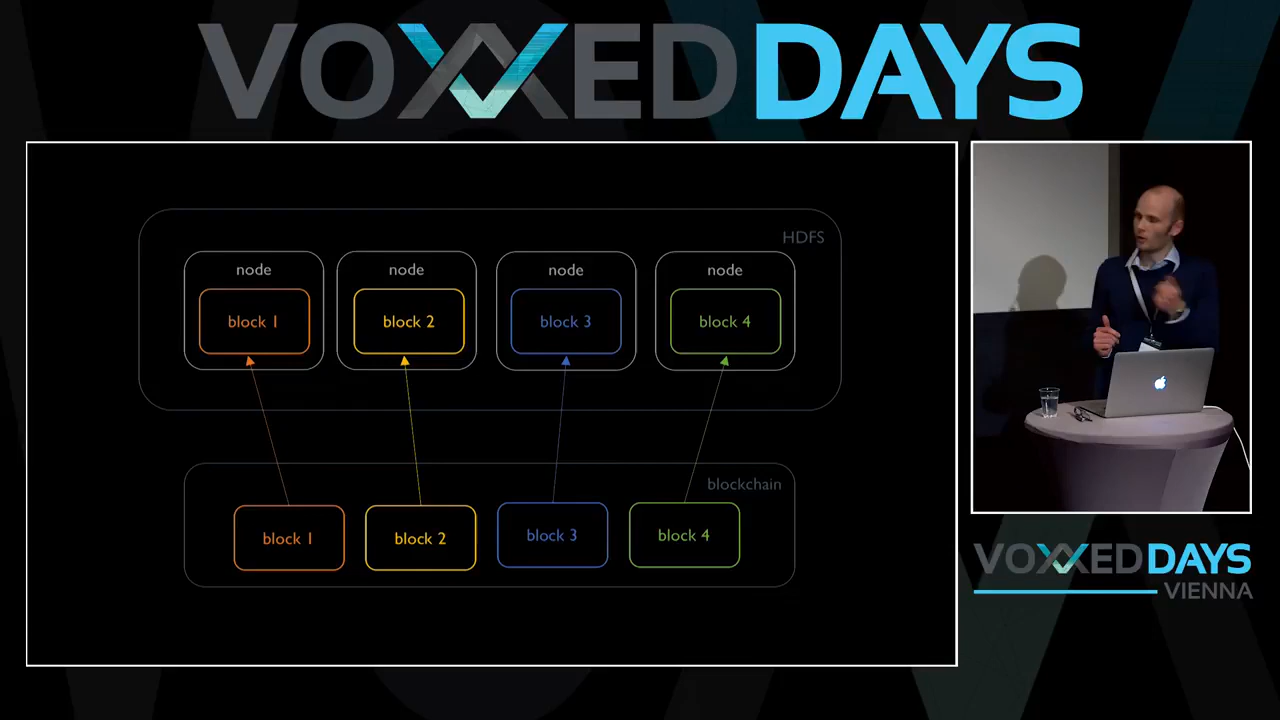 VOXXED DAYS
HDFS
node node node node
block 1 block 2 block 3 block 4
blockchain
block 1 block 2 block 3 block 4
VOXXED DAYS
VIENNA